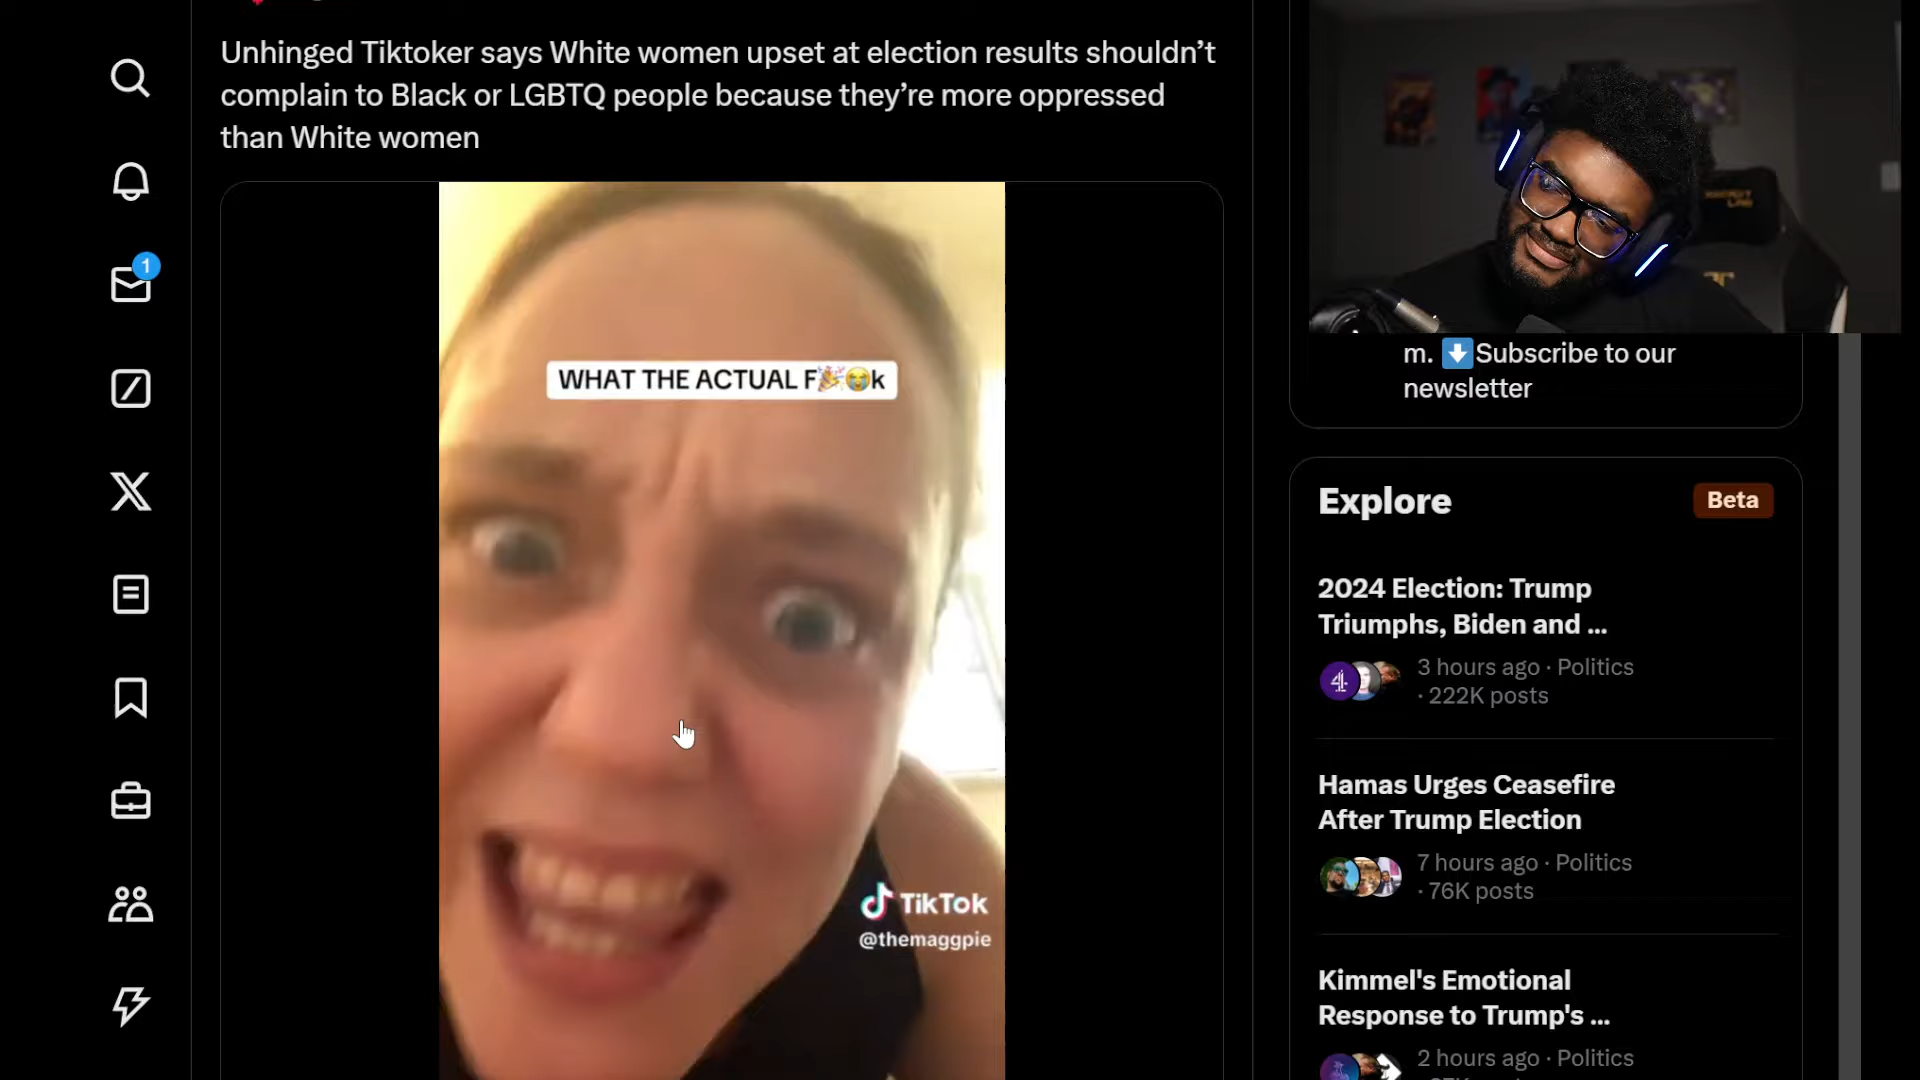 Unhinged Tiktoker says White women upset at election results shouldn't
complain to Black or LGBTQ people because they're more oppressed
than White women
WHAT THE ACTUAL F🎉😭k
TikTok
@themaggpie
1
m. ⬇️Subscribe to our
newsletter
Explore
Beta
2024 Election: Trump
Triumphs, Biden and ...
3 hours ago · Politics
· 222K posts
Hamas Urges Ceasefire
After Trump Election
7 hours ago · Politics
· 76K posts
Kimmel's Emotional
Response to Trump's ...
2 hours ago · Politics